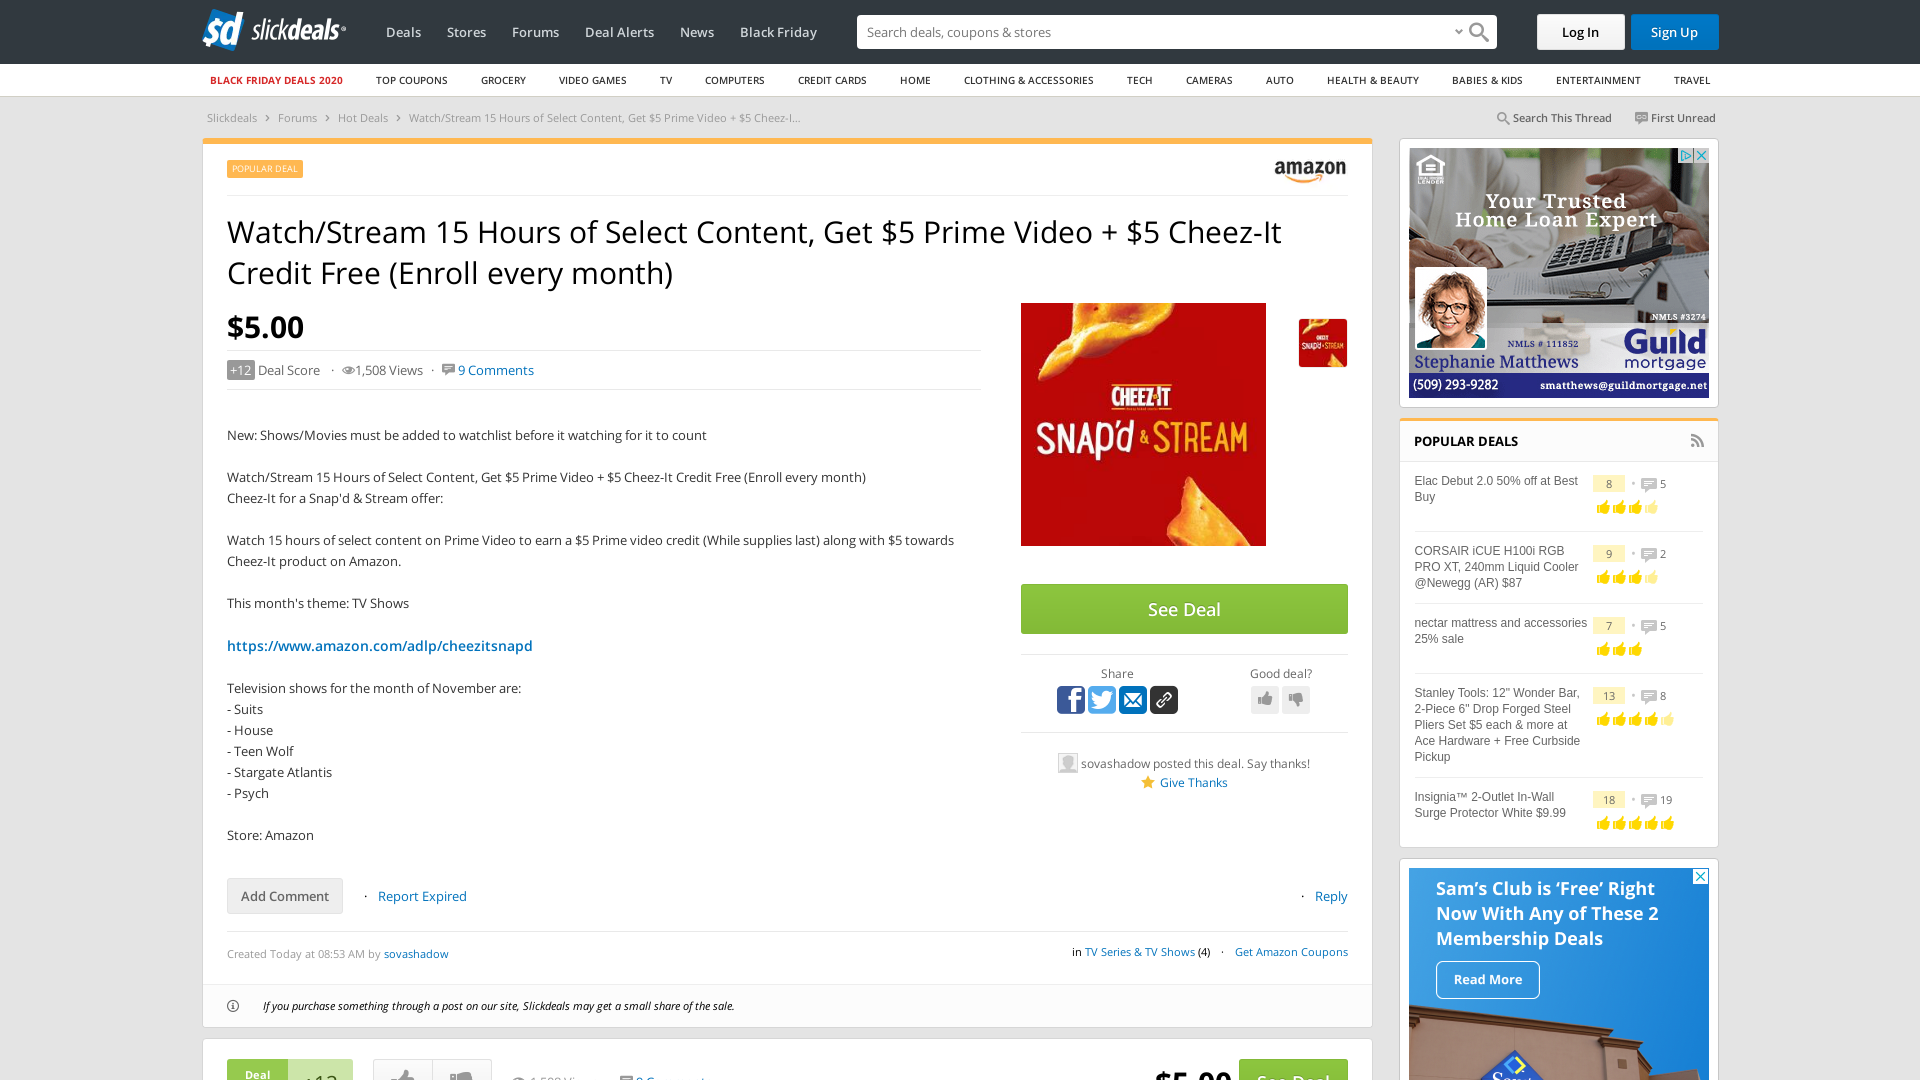 slickdeals
Deals
Stores
Forums
Deal Alerts
News
Black Friday
Search deals, coupons & stores
Log In
Sign Up
BLACK FRIDAY DEALS 2020
TOP COUPONS
GROCERY
VIDEO GAMES
TV
COMPUTERS
CREDIT CARDS
HOME
CLOTHING & ACCESSORIES
TECH
CAMERAS
AUTO
HEALTH & BEAUTY
BABIES & KIDS
ENTERTAINMENT
TRAVEL
Slickdeals › Forums › Hot Deals › Watch/Stream 15 Hours of Select Content, Get $5 Prime Video + $5 Cheez-I...
Search This Thread
First Unread
POPULAR DEAL
amazon
Watch/Stream 15 Hours of Select Content, Get $5 Prime Video + $5 Cheez-It
Credit Free (Enroll every month)
$5.00
+12 Deal Score · 1,508 Views · 9 Comments
New: Shows/Movies must be added to watchlist before it watching for it to count
Watch/Stream 15 Hours of Select Content, Get $5 Prime Video + $5 Cheez-It Credit Free (Enroll every month)
Cheez-It for a Snap'd & Stream offer:
Watch 15 hours of select content on Prime Video to earn a $5 Prime video credit (While supplies last) along with $5 towards
Cheez-It product on Amazon.
This month's theme: TV Shows
https://www.amazon.com/adlp/cheezitsnapd
Television shows for the month of November are:
- Suits
- House
- Teen Wolf
- Stargate Atlantis
- Psych
Store: Amazon
CHEEZ-IT
SNAP'd & STREAM
CHEEZ-IT
SNAP'd & STREAM
See Deal
Share
Good deal?
sovashadow posted this deal. Say thanks!
Give Thanks
Add Comment
· Report Expired
· Reply
Created Today at 08:53 AM by sovashadow
in TV Series & TV Shows (4) · Get Amazon Coupons
If you purchase something through a post on our site, Slickdeals may get a small share of the sale.
Deal
+12
1,508 Views
9 Comments
$5.00
See Deal
Your Trusted
Home Loan Expert
NMLS #3274
NMLS # 111852
Guild
mortgage
Stephanie Matthews
(509) 293-9282
smatthews@guildmortgage.net
POPULAR DEALS
Elac Debut 2.0 50% off at Best
Buy
8 • 5
CORSAIR iCUE H100i RGB
PRO XT, 240mm Liquid Cooler
@Newegg (AR) $87
9 • 2
nectar mattress and accessories
25% sale
7 • 5
Stanley Tools: 12" Wonder Bar,
2-Piece 6" Drop Forged Steel
Pliers Set $5 each & more at
Ace Hardware + Free Curbside
Pickup
13 • 8
Insignia™ 2-Outlet In-Wall
Surge Protector White $9.99
18 • 19
Sam's Club is 'Free' Right
Now With Any of These 2
Membership Deals
Read More